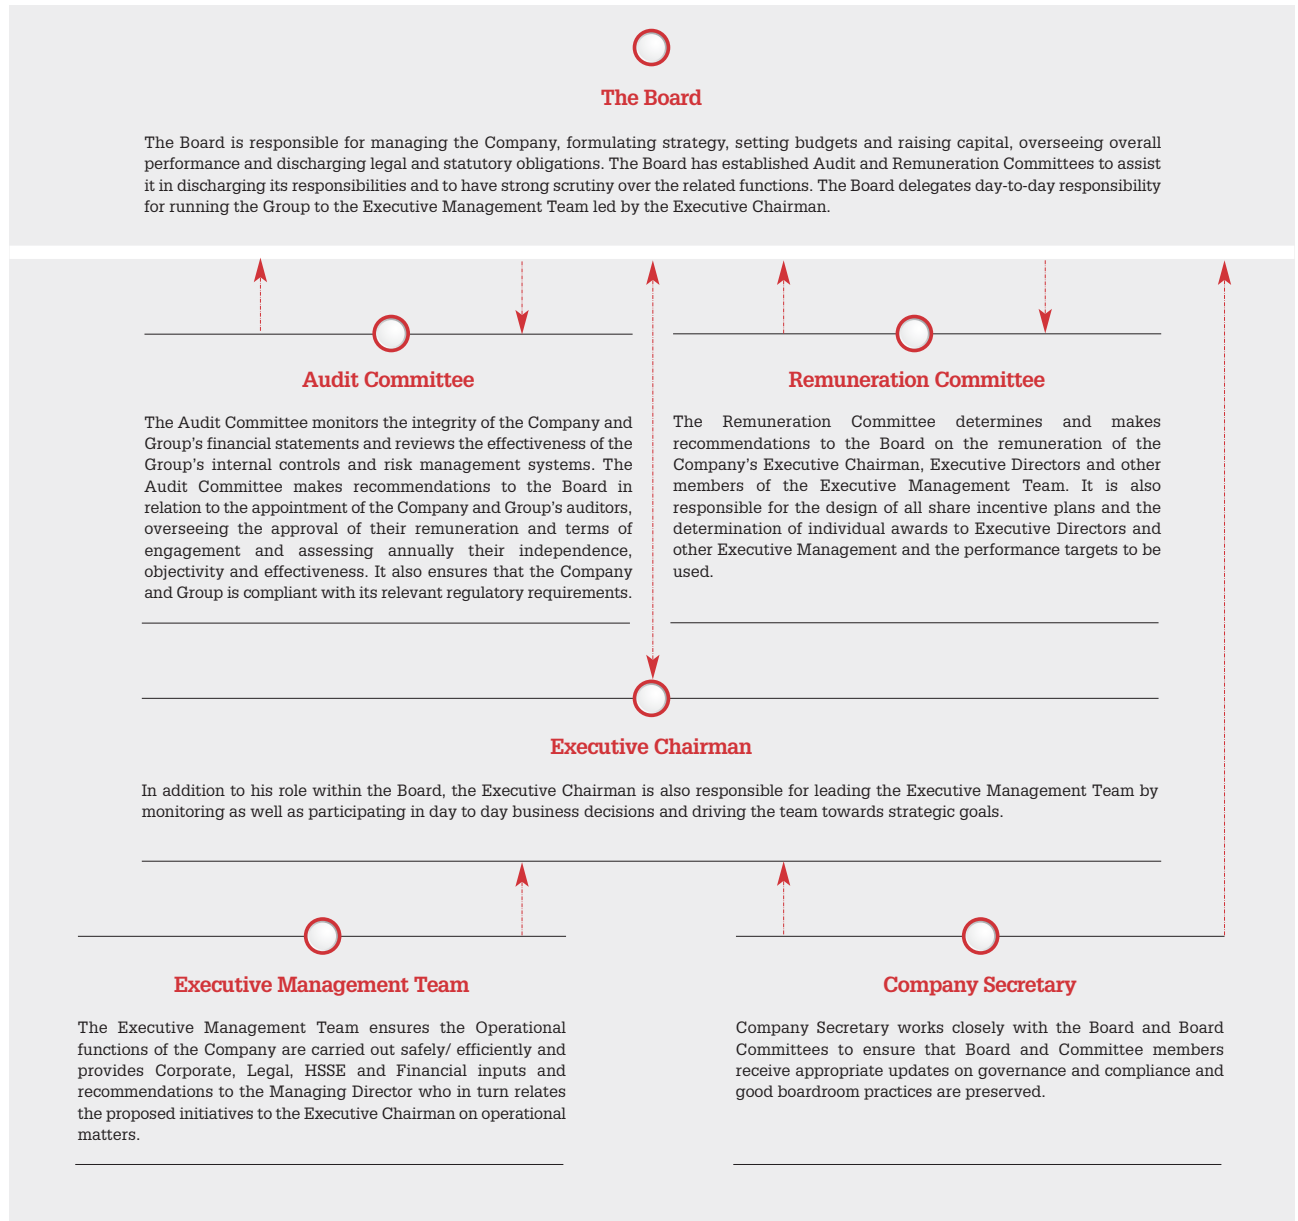 The Board
The Board is responsible for managing the Company, formulating strategy, setting budgets and raising capital, overseeing overall
performance and discharging legal and statutory obligations. The Board has established Audit and Remuneration Committees to assist
it in discharging its responsibilities and to have strong scrutiny over the related functions. The Board delegates day-to-day responsibility
for running the Group to the Executive Management Team led by the Executive Chairman.
Audit Committee
The Audit Committee monitors the integrity of the Company and
Group's financial statements and reviews the effectiveness of the
Group's internal controls and risk management systems. The
Audit Committee makes recommendations to the Board in
relation to the appointment of the Company and Group's auditors,
overseeing the approval of their remuneration and terms of
engagement and assessing annually their independence,
objectivity and effectiveness. It also ensures that the Company
and Group is compliant with its relevant regulatory requirements.
Remuneration Committee
The Remuneration Committee determines and makes
recommendations to the Board on the remuneration of the
Company's Executive Chairman, Executive Directors and other
members of the Executive Management Team. It is also
responsible for the design of all share incentive plans and the
determination of individual awards to Executive Directors and
other Executive Management and the performance targets to be
used.
Executive Chairman
In addition to his role within the Board, the Executive Chairman is also responsible for leading the Executive Management Team by
monitoring as well as participating in day to day business decisions and driving the team towards strategic goals.
Executive Management Team
The Executive Management Team ensures the Operational
functions of the Company are carried out safely/ efficiently and
provides Corporate, Legal, HSSE and Financial inputs and
recommendations to the Managing Director who in turn relates
the proposed initiatives to the Executive Chairman on operational
matters.
Company Secretary
Company Secretary works closely with the Board and Board
Committees to ensure that Board and Committee members
receive appropriate updates on governance and compliance and
good boardroom practices are preserved.